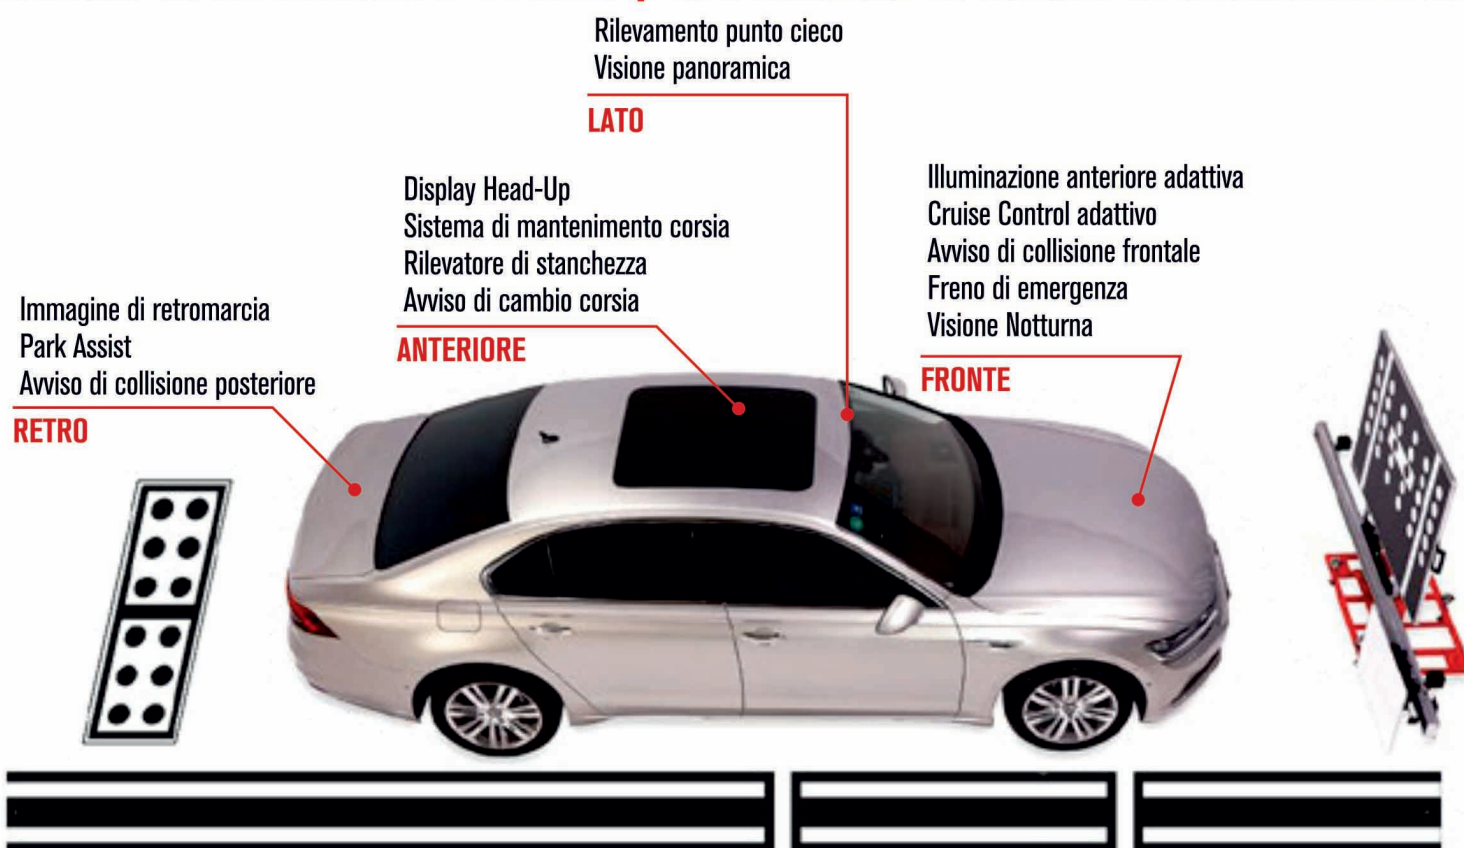 Rilevamento punto cieco
Visione panoramica
LATO
Display Head-Up
Sistema di mantenimento corsia
Rilevatore di stanchezza
Avviso di cambio corsia
ANTERIORE
Illuminazione anteriore adattiva
Cruise Control adattivo
Avviso di collisione frontale
Freno di emergenza
Visione Notturna
FRONTE
Immagine di retromarcia
Park Assist
Avviso di collisione posteriore
RETRO